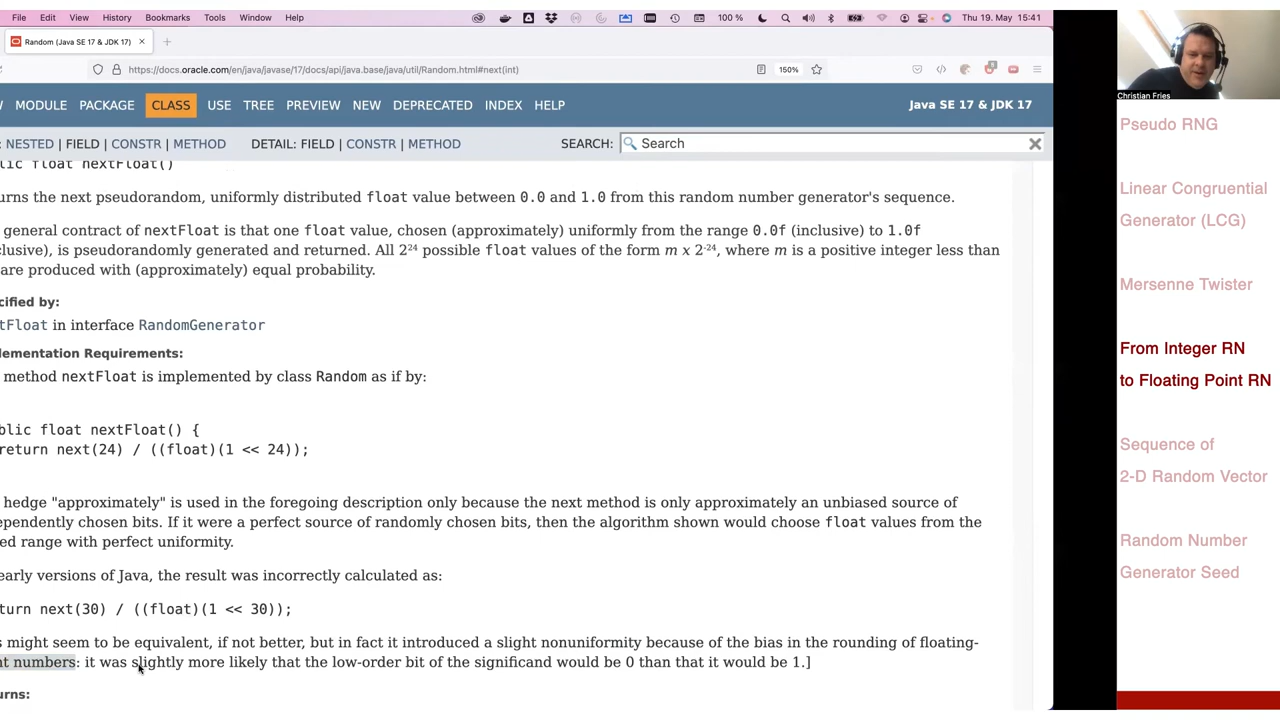 File Edit View History Bookmarks Tools Window Help 100 % Thu 19. May 15:41
Random (Java SE 17 & JDK 17)
https://docs.oracle.com/en/java/javase/17/docs/api/java.base/java/util/Random.html#next(int) 150%
W MODULE PACKAGE CLASS USE TREE PREVIEW NEW DEPRECATED INDEX HELP Java SE 17 & JDK 17
: NESTED | FIELD | CONSTR | METHOD DETAIL: FIELD | CONSTR | METHOD SEARCH: Search
lic float nextFloat()
urns the next pseudorandom, uniformly distributed float value between 0.0 and 1.0 from this random number generator's sequence.
general contract of nextFloat is that one float value, chosen (approximately) uniformly from the range 0.0f (inclusive) to 1.0f
clusive), is pseudorandomly generated and returned. All 2²⁴ possible float values of the form m x 2⁻²⁴, where m is a positive integer less than
are produced with (approximately) equal probability.
cified by:
tFloat in interface RandomGenerator
lementation Requirements:
method nextFloat is implemented by class Random as if by:
blic float nextFloat() {
return next(24) / ((float)(1 << 24));
hedge "approximately" is used in the foregoing description only because the next method is only approximately an unbiased source of
ependently chosen bits. If it were a perfect source of randomly chosen bits, then the algorithm shown would choose float values from the
ed range with perfect uniformity.
early versions of Java, the result was incorrectly calculated as:
turn next(30) / ((float)(1 << 30));
s might seem to be equivalent, if not better, but in fact it introduced a slight nonuniformity because of the bias in the rounding of floating-
nt numbers: it was slightly more likely that the low-order bit of the significand would be 0 than that it would be 1.]
urns:
Christian Fries
Pseudo RNG
Linear Congruential
Generator (LCG)
Mersenne Twister
From Integer RN
to Floating Point RN
Sequence of
2-D Random Vector
Random Number
Generator Seed